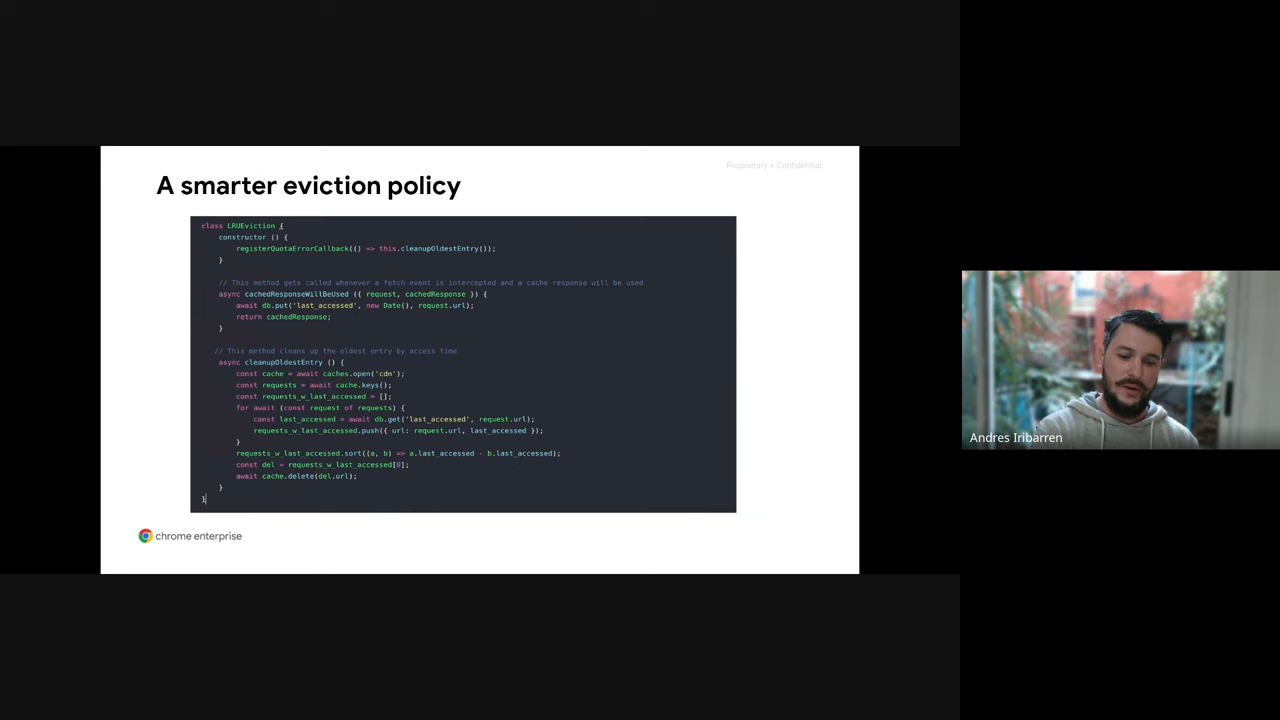 Proprietary + Confidential
A smarter eviction policy
class LRUEviction {
constructor () {
registerQuotaErrorCallback(() => this.cleanupOldestEntry());
}
// This method gets called whenever a fetch event is intercepted and a cache response will be used
async cachedResponseWillBeUsed ({ request, cachedResponse }) {
await db.put('last_accessed', new Date(), request.url);
return cachedResponse;
}
// This method cleans up the oldest entry by access time
async cleanupOldestEntry () {
const cache = await caches.open('cdn');
const requests = await cache.keys();
const requests_w_last_accessed = [];
for await (const request of requests) {
const last_accessed = await db.get('last_accessed', request.url);
requests_w_last_accessed.push({ url: request.url, last_accessed });
}
requests_w_last_accessed.sort((a, b) => a.last_accessed - b.last_accessed);
const del = requests_w_last_accessed[0];
await cache.delete(del.url);
}
}
chrome enterprise
Andres Iribarren